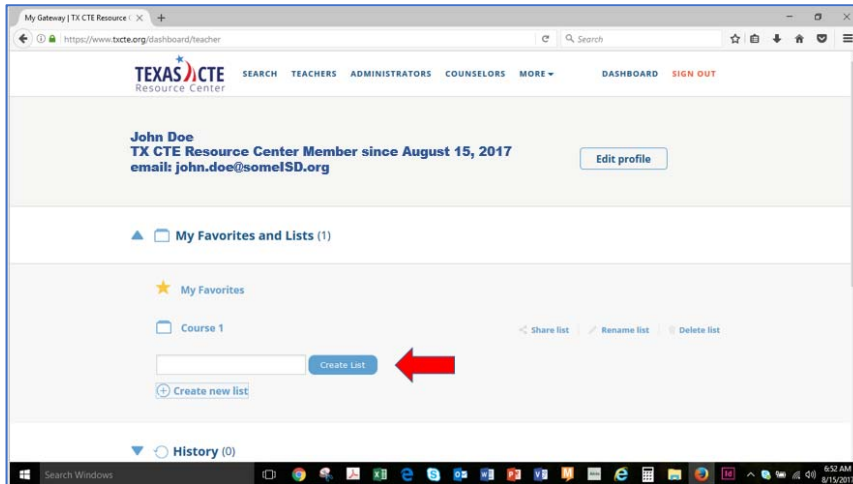 My Gateway | TX CTE Resource C
https://www.txcte.org/dashboard/teacher
Search
TEXAS CTE
Resource Center
SEARCH TEACHERS ADMINISTRATORS COUNSELORS MORE DASHBOARD SIGN OUT
John Doe
TX CTE Resource Center Member since August 15, 2017
email: john.doe@someISD.org
Edit profile
My Favorites and Lists (1)
My Favorites
Course 1
Share list Rename list Delete list
Create List
Create new list
History (0)
Search Windows
6:52 AM
8/15/2017